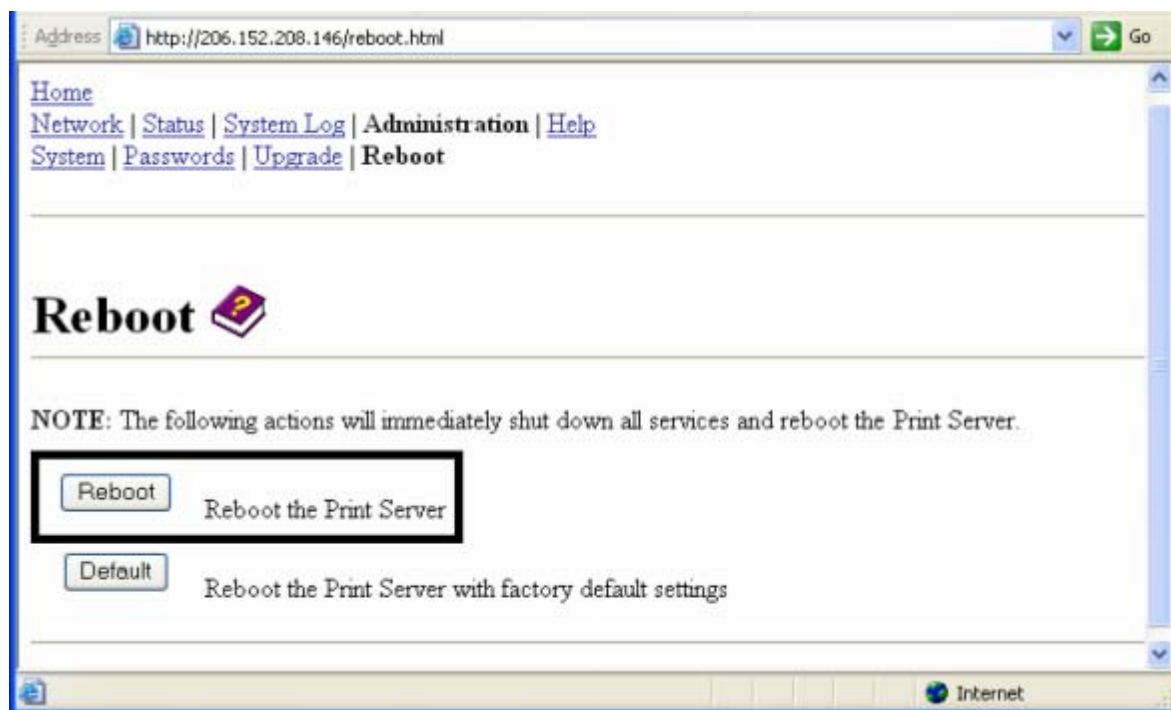 Address http://206.152.208.146/reboot.html Go
Home
Network | Status | System Log | Administration | Help
System | Passwords | Upgrade | Reboot
Reboot ?
NOTE: The following actions will immediately shut down all services and reboot the Print Server.
Reboot Reboot the Print Server
Default Reboot the Print Server with factory default settings
Internet